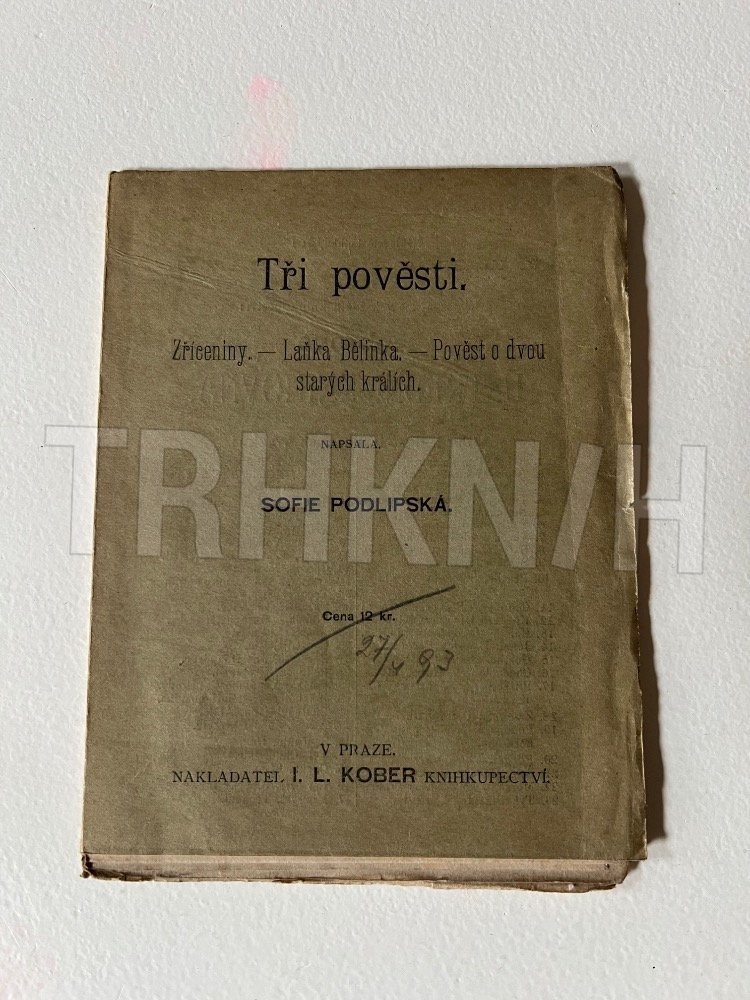 Tři pověsti.
Zříceniny. — Laňka Bělinka. — Pověst o dvou
starých králích.
NAPSALA
SOFIE PODLIPSKÁ.
Cena 12 kr.
27/ 93
V PRAZE.
NAKLADATEL I. L. KOBER KNIHKUPECTVÍ.
TRHKNIH